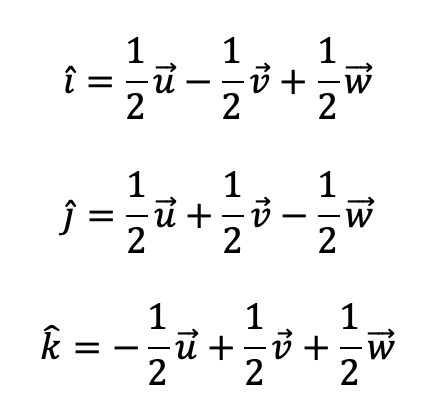 î = 1/2 u⃗ − 1/2 v⃗ + 1/2 w⃗
ĵ = 1/2 u⃗ + 1/2 v⃗ − 1/2 w⃗
k̂ = − 1/2 u⃗ + 1/2 v⃗ + 1/2 w⃗